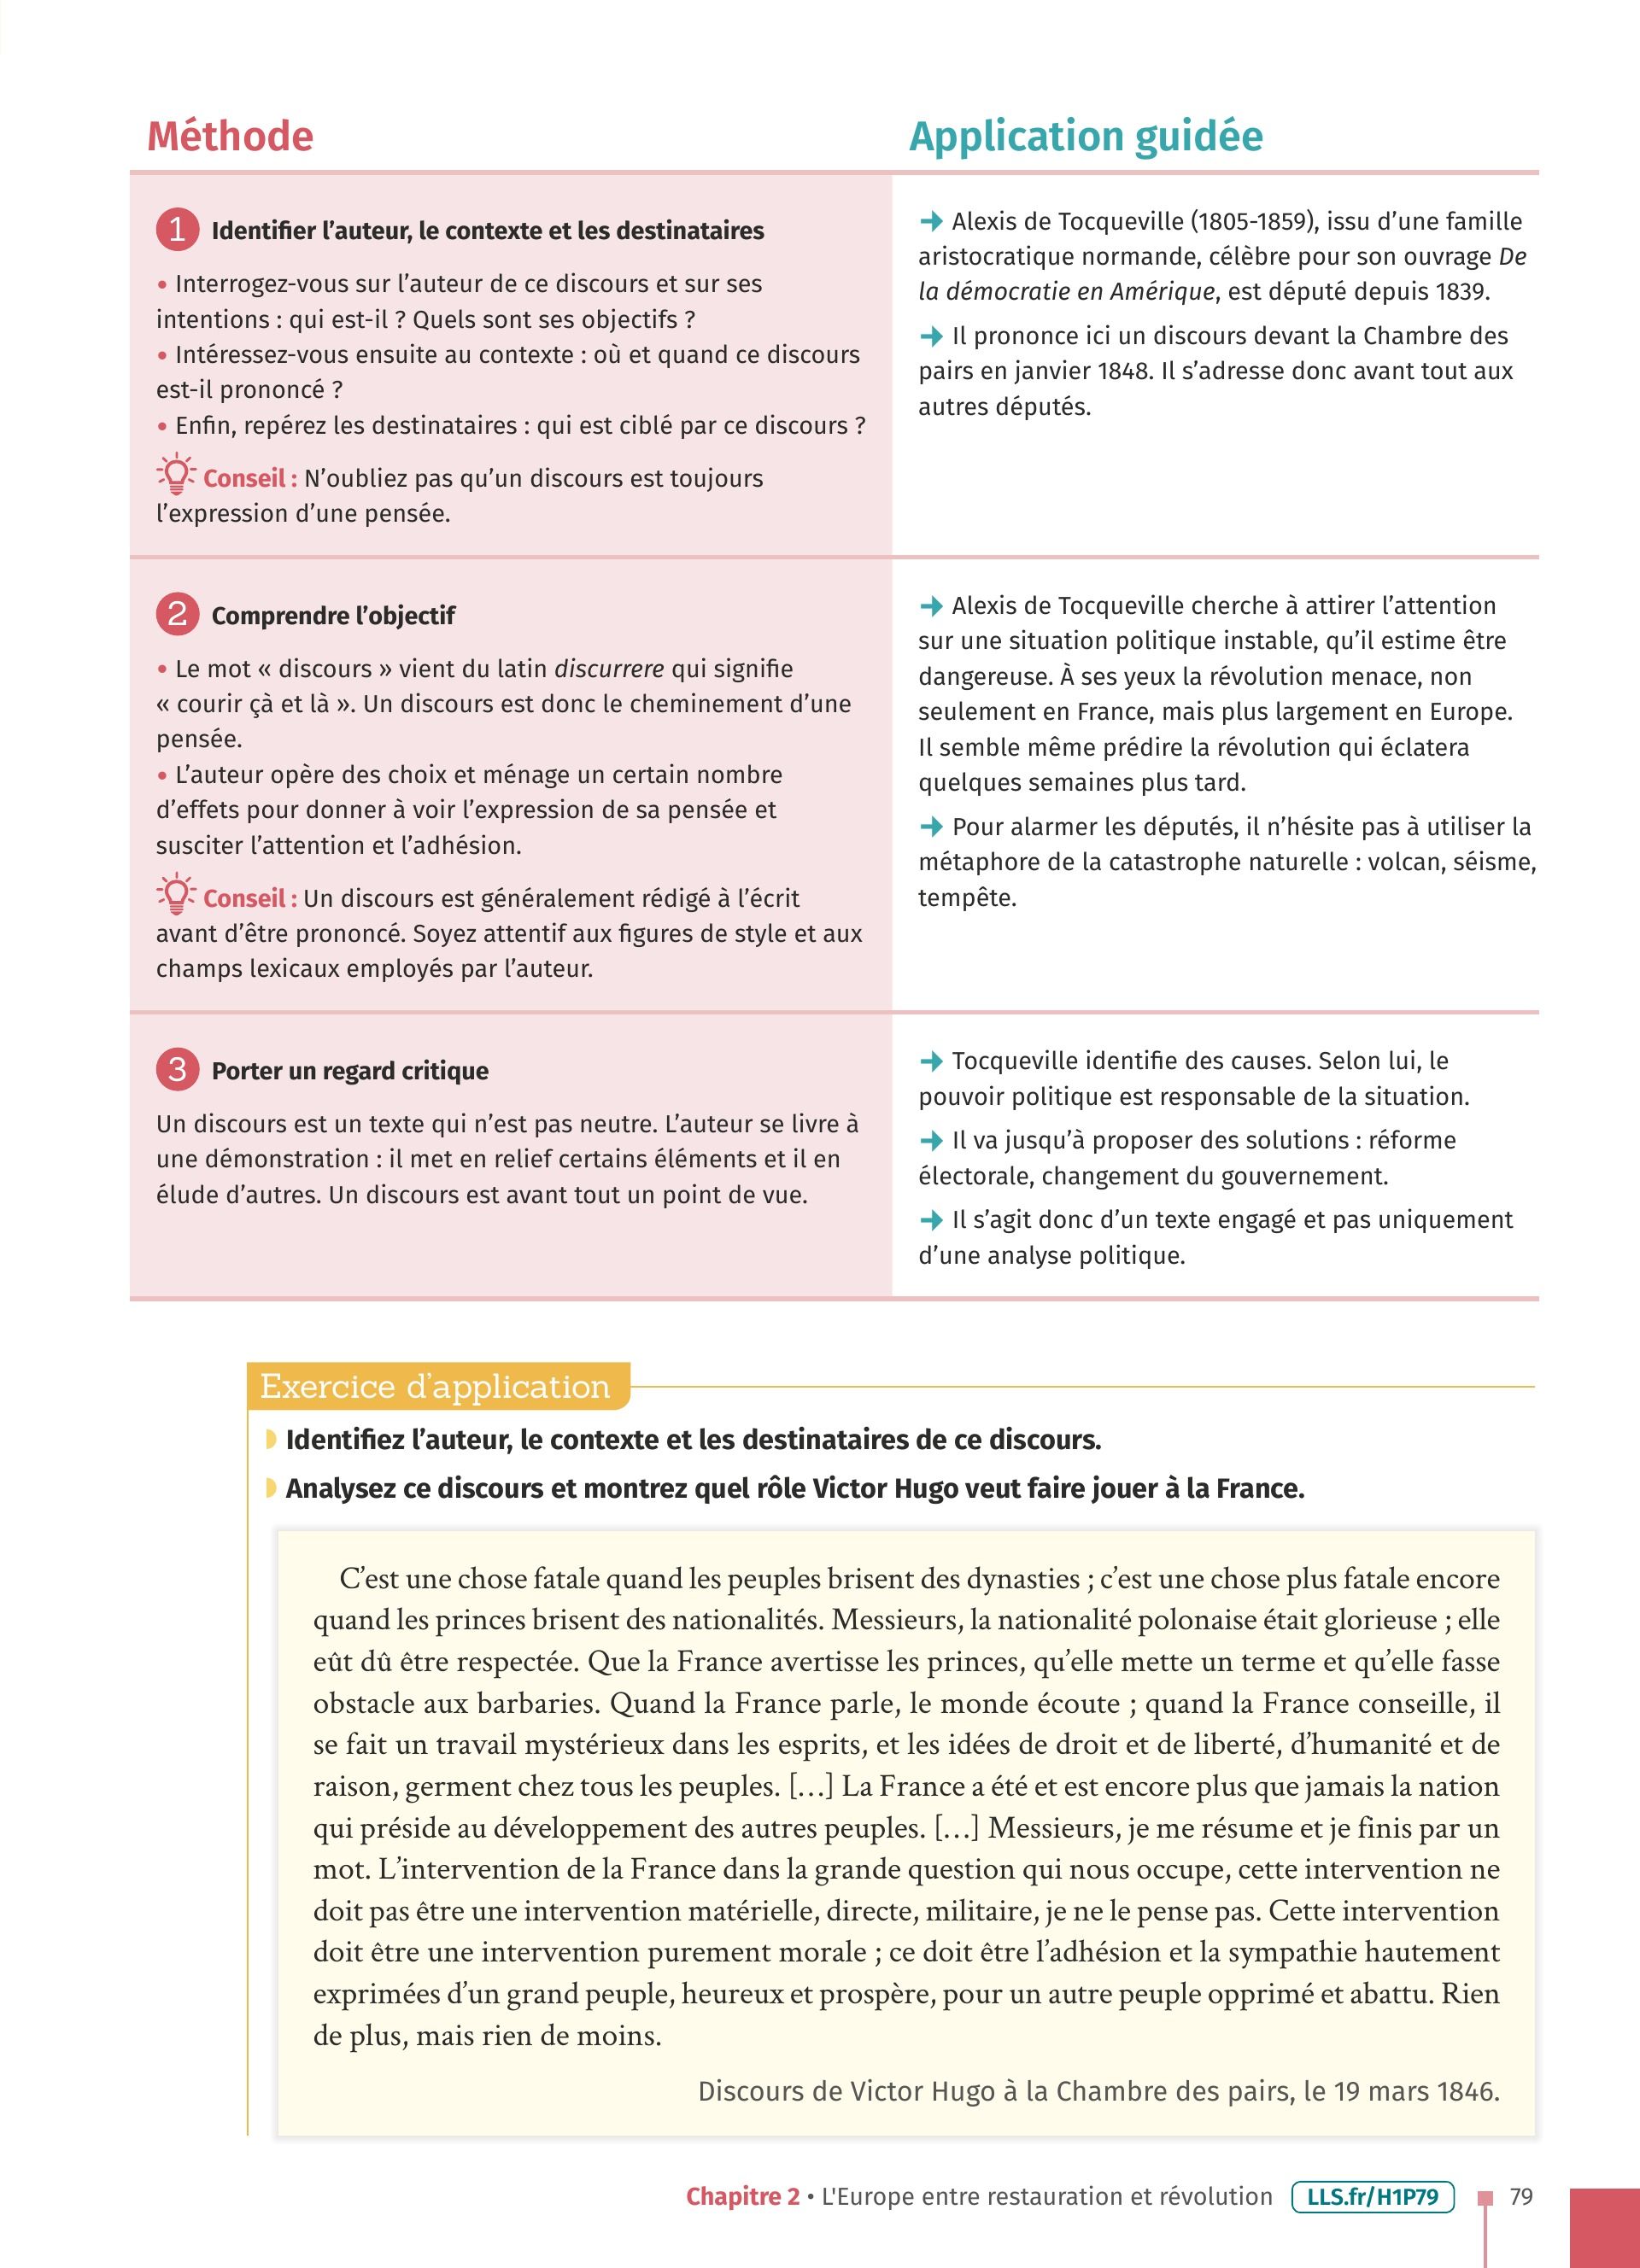 Méthode
Application guidée
1 Identifier l'auteur, le contexte et les destinataires
• Interrogez-vous sur l'auteur de ce discours et sur ses
intentions : qui est-il ? Quels sont ses objectifs ?
• Intéressez-vous ensuite au contexte : où et quand ce discours
est-il prononcé ?
• Enfin, repérez les destinataires : qui est ciblé par ce discours ?
Conseil : N'oubliez pas qu'un discours est toujours
l'expression d'une pensée.
→ Alexis de Tocqueville (1805-1859), issu d'une famille
aristocratique normande, célèbre pour son ouvrage De
la démocratie en Amérique, est député depuis 1839.
→ Il prononce ici un discours devant la Chambre des
pairs en janvier 1848. Il s'adresse donc avant tout aux
autres députés.
2 Comprendre l'objectif
• Le mot « discours » vient du latin discurrere qui signifie
« courir çà et là ». Un discours est donc le cheminement d'une
pensée.
• L'auteur opère des choix et ménage un certain nombre
d'effets pour donner à voir l'expression de sa pensée et
susciter l'attention et l'adhésion.
Conseil : Un discours est généralement rédigé à l'écrit
avant d'être prononcé. Soyez attentif aux figures de style et aux
champs lexicaux employés par l'auteur.
→ Alexis de Tocqueville cherche à attirer l'attention
sur une situation politique instable, qu'il estime être
dangereuse. À ses yeux la révolution menace, non
seulement en France, mais plus largement en Europe.
Il semble même prédire la révolution qui éclatera
quelques semaines plus tard.
→ Pour alarmer les députés, il n'hésite pas à utiliser la
métaphore de la catastrophe naturelle : volcan, séisme,
tempête.
3 Porter un regard critique
Un discours est un texte qui n'est pas neutre. L'auteur se livre à
une démonstration : il met en relief certains éléments et il en
élude d'autres. Un discours est avant tout un point de vue.
→ Tocqueville identifie des causes. Selon lui, le
pouvoir politique est responsable de la situation.
→ Il va jusqu'à proposer des solutions : réforme
électorale, changement du gouvernement.
→ Il s'agit donc d'un texte engagé et pas uniquement
d'une analyse politique.
Exercice d'application
Identifiez l'auteur, le contexte et les destinataires de ce discours.
Analysez ce discours et montrez quel rôle Victor Hugo veut faire jouer à la France.
C'est une chose fatale quand les peuples brisent des dynasties ; c'est une chose plus fatale encore
quand les princes brisent des nationalités. Messieurs, la nationalité polonaise était glorieuse ; elle
eût dû être respectée. Que la France avertisse les princes, qu'elle mette un terme et qu'elle fasse
obstacle aux barbaries. Quand la France parle, le monde écoute ; quand la France conseille, il
se fait un travail mystérieux dans les esprits, et les idées de droit et de liberté, d'humanité et de
raison, germent chez tous les peuples. […] La France a été et est encore plus que jamais la nation
qui préside au développement des autres peuples. […] Messieurs, je me résume et je finis par un
mot. L'intervention de la France dans la grande question qui nous occupe, cette intervention ne
doit pas être une intervention matérielle, directe, militaire, je ne le pense pas. Cette intervention
doit être une intervention purement morale ; ce doit être l'adhésion et la sympathie hautement
exprimées d'un grand peuple, heureux et prospère, pour un autre peuple opprimé et abattu. Rien
de plus, mais rien de moins.
Discours de Victor Hugo à la Chambre des pairs, le 19 mars 1846.
Chapitre 2 • L'Europe entre restauration et révolution LLS.fr/H1P79 79